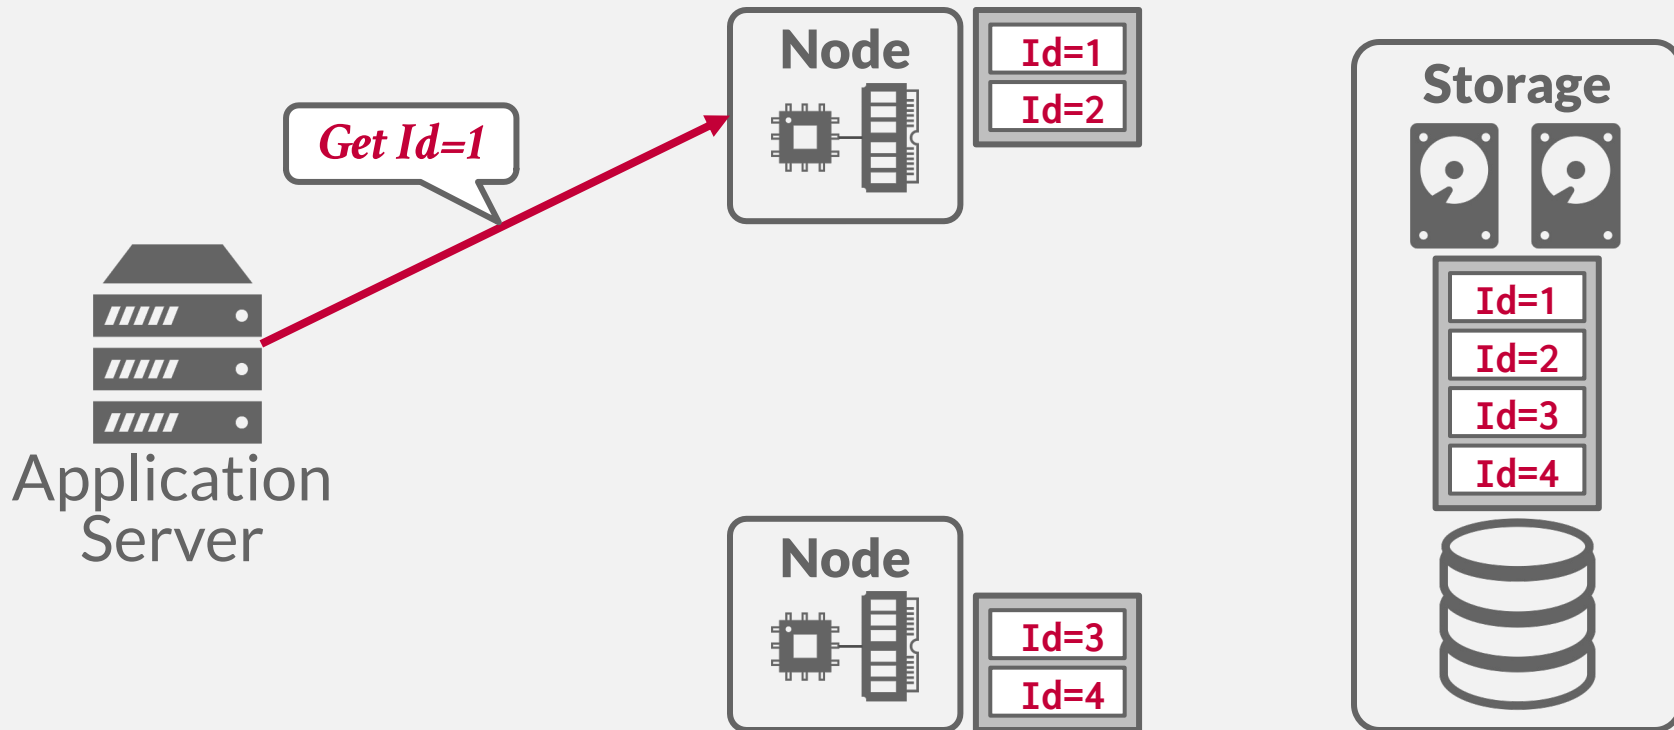 Node
Id=1
Id=2
Storage
Get Id=1
Id=1
Id=2
Id=3
Id=4
Application
Server
Node
Id=3
Id=4